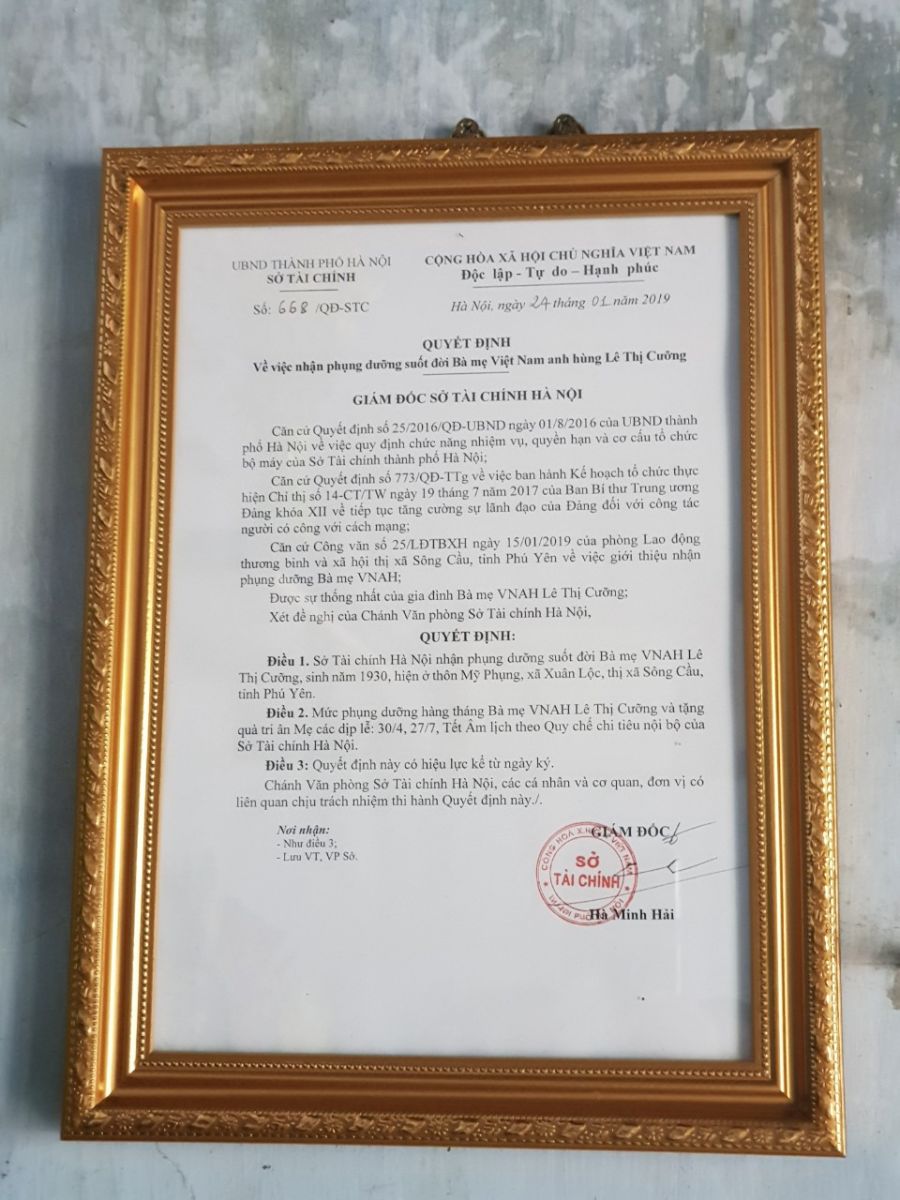 UBND THÀNH PHỐ HÀ NỘI
SỞ TÀI CHÍNH
Số: 668 /QĐ-STC
CỘNG HÒA XÃ HỘI CHỦ NGHĨA VIỆT NAM
Độc lập - Tự do – Hạnh phúc
Hà Nội, ngày 24 tháng 01 năm 2019
QUYẾT ĐỊNH
Về việc nhận phụng dưỡng suốt đời Bà mẹ Việt Nam anh hùng Lê Thị Cưỡng
GIÁM ĐỐC SỞ TÀI CHÍNH HÀ NỘI
Căn cứ Quyết định số 25/2016/QĐ-UBND ngày 01/8/2016 của UBND thành
phố Hà Nội về việc quy định chức năng nhiệm vụ, quyền hạn và cơ cấu tổ chức
bộ máy của Sở Tài chính thành phố Hà Nội;
Căn cứ Quyết định số 773/QĐ-TTg về việc ban hành Kế hoạch tổ chức thực
hiện Chỉ thị số 14-CT/TW ngày 19 tháng 7 năm 2017 của Ban Bí thư Trung ương
Đảng khóa XII về tiếp tục tăng cường sự lãnh đạo của Đảng đối với công tác
người có công với cách mạng;
Căn cứ Công văn số 25/LĐTBXH ngày 15/01/2019 của phòng Lao động
thương binh và xã hội thị xã Sông Cầu, tỉnh Phú Yên về việc giới thiệu nhận
phụng dưỡng Bà mẹ VNAH;
Được sự thống nhất của gia đình Bà mẹ VNAH Lê Thị Cưỡng;
Xét đề nghị của Chánh Văn phòng Sở Tài chính Hà Nội,
QUYẾT ĐỊNH:
Điều 1. Sở Tài chính Hà Nội nhận phụng dưỡng suốt đời Bà mẹ VNAH Lê
Thị Cưỡng, sinh năm 1930, hiện ở thôn Mỹ Phụng, xã Xuân Lộc, thị xã Sông Cầu,
tỉnh Phú Yên.
Điều 2. Mức phụng dưỡng hàng tháng Bà mẹ VNAH Lê Thị Cưỡng và tặng
quà tri ân Mẹ các dịp lễ: 30/4, 27/7, Tết Âm lịch theo Quy chế chi tiêu nội bộ của
Sở Tài chính Hà Nội.
Điều 3: Quyết định này có hiệu lực kể từ ngày ký.
Chánh Văn phòng Sở Tài chính Hà Nội, các cá nhân và cơ quan, đơn vị có
liên quan chịu trách nhiệm thi hành Quyết định này./.
Nơi nhận:
- Như điều 3;
- Lưu VT, VP Sở.
GIÁM ĐỐC
CỘNG HÒA X.H VIỆT NAM
SỞ
TÀI CHÍNH
Hà Minh Hải